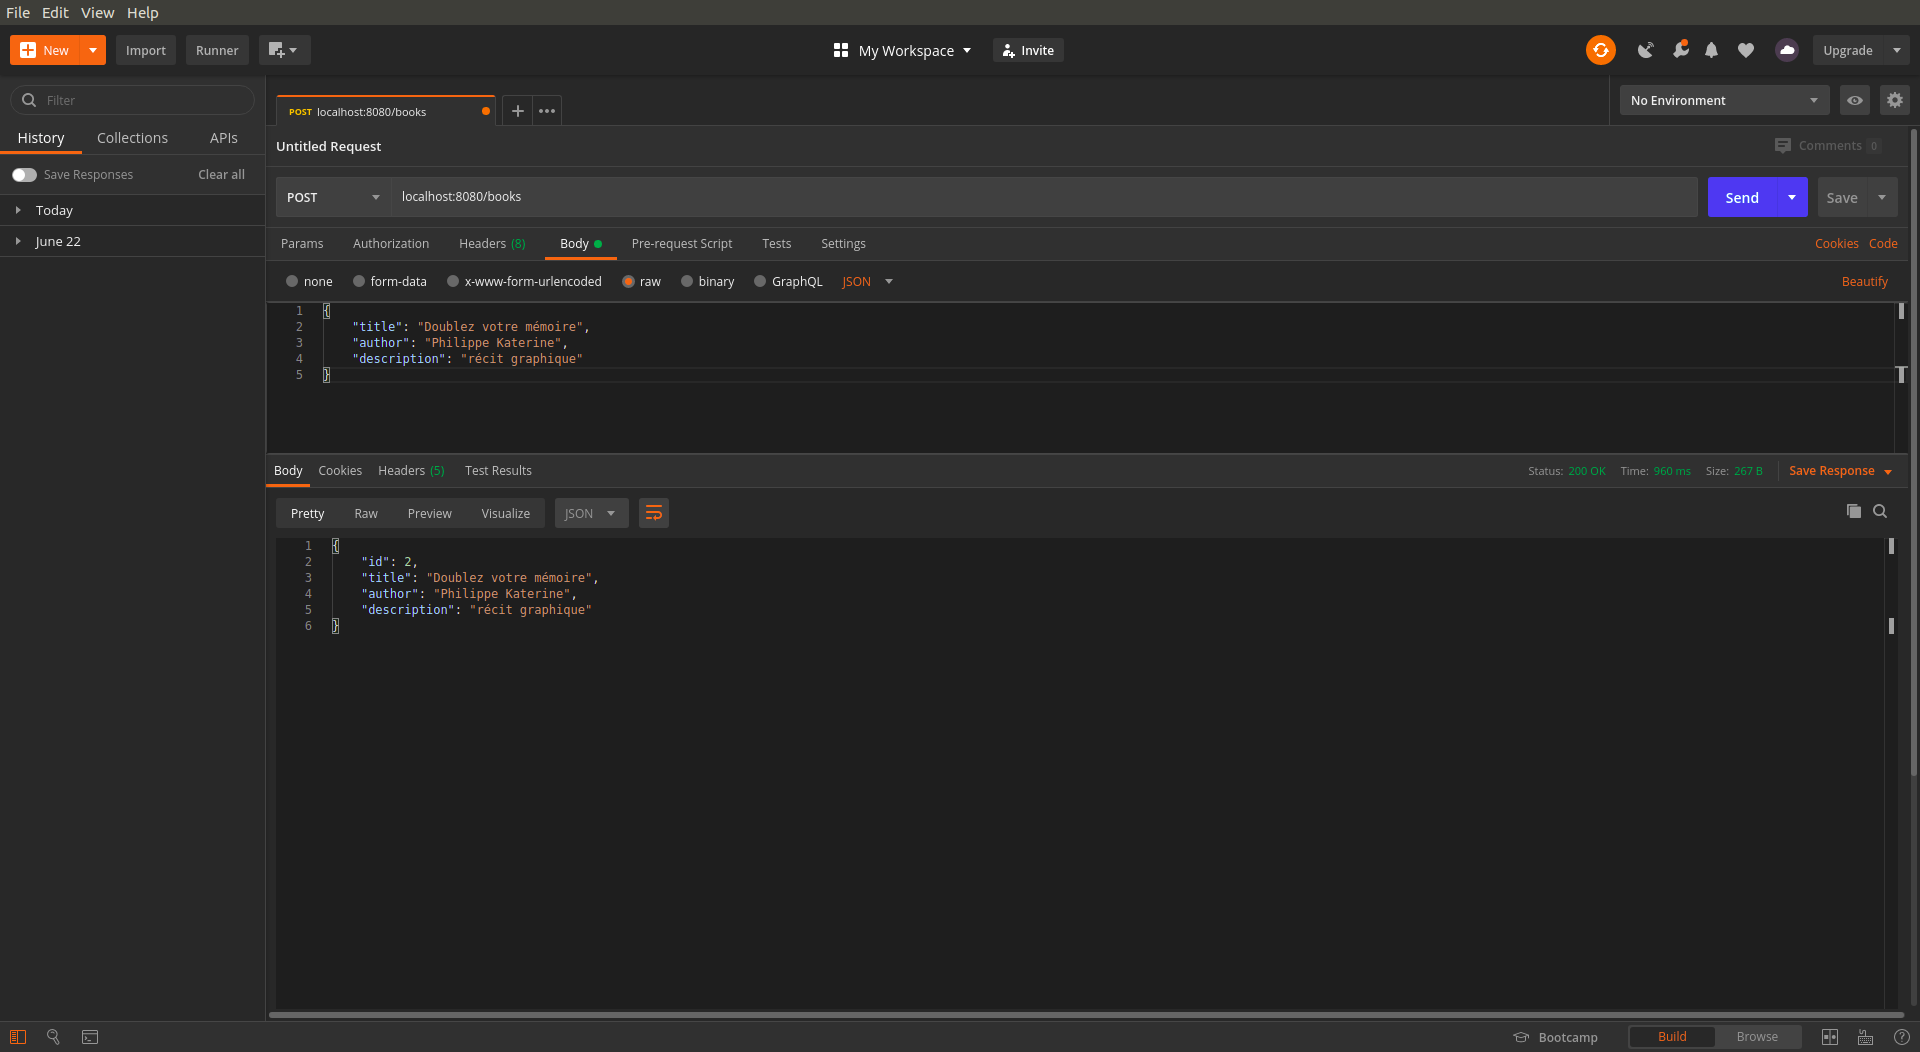 File Edit View Help
New Import Runner My Workspace Invite Upgrade
Filter
History Collections APIs
Save Responses Clear all
Today
June 22
POST localhost:8080/books No Environment
Untitled Request Comments 0
POST localhost:8080/books Send Save
Params Authorization Headers (8) Body Pre-request Script Tests Settings Cookies Code
none form-data x-www-form-urlencoded raw binary GraphQL JSON Beautify
1 {
2 "title": "Doublez votre mémoire",
3 "author": "Philippe Katerine",
4 "description": "récit graphique"
5 }
Body Cookies Headers (5) Test Results Status: 200 OK Time: 960 ms Size: 267 B Save Response
Pretty Raw Preview Visualize JSON
1 {
2 "id": 2,
3 "title": "Doublez votre mémoire",
4 "author": "Philippe Katerine",
5 "description": "récit graphique"
6 }
Bootcamp Build Browse